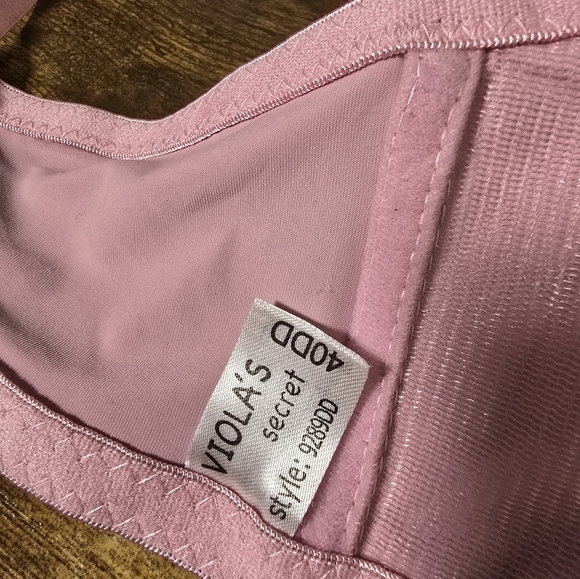 VIOLA'S
secret
style: 9289DD
40DD